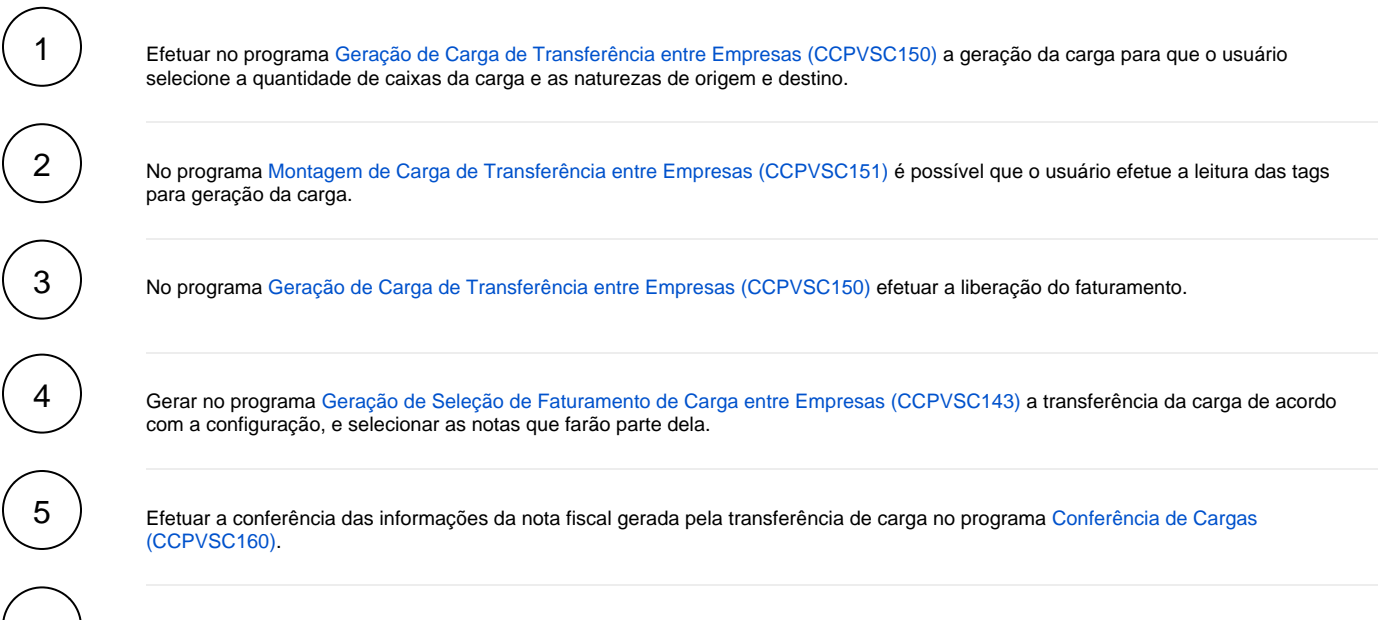 1
Efetuar no programa Geração de Carga de Transferência entre Empresas (CCPVSC150) a geração da carga para que o usuário
selecione a quantidade de caixas da carga e as naturezas de origem e destino.
2
No programa Montagem de Carga de Transferência entre Empresas (CCPVSC151) é possível que o usuário efetue a leitura das tags
para geração da carga.
3
No programa Geração de Carga de Transferência entre Empresas (CCPVSC150) efetuar a liberação do faturamento.
4
Gerar no programa Geração de Seleção de Faturamento de Carga entre Empresas (CCPVSC143) a transferência da carga de acordo
com a configuração, e selecionar as notas que farão parte dela.
5
Efetuar a conferência das informações da nota fiscal gerada pela transferência de carga no programa Conferência de Cargas
(CCPVSC160).